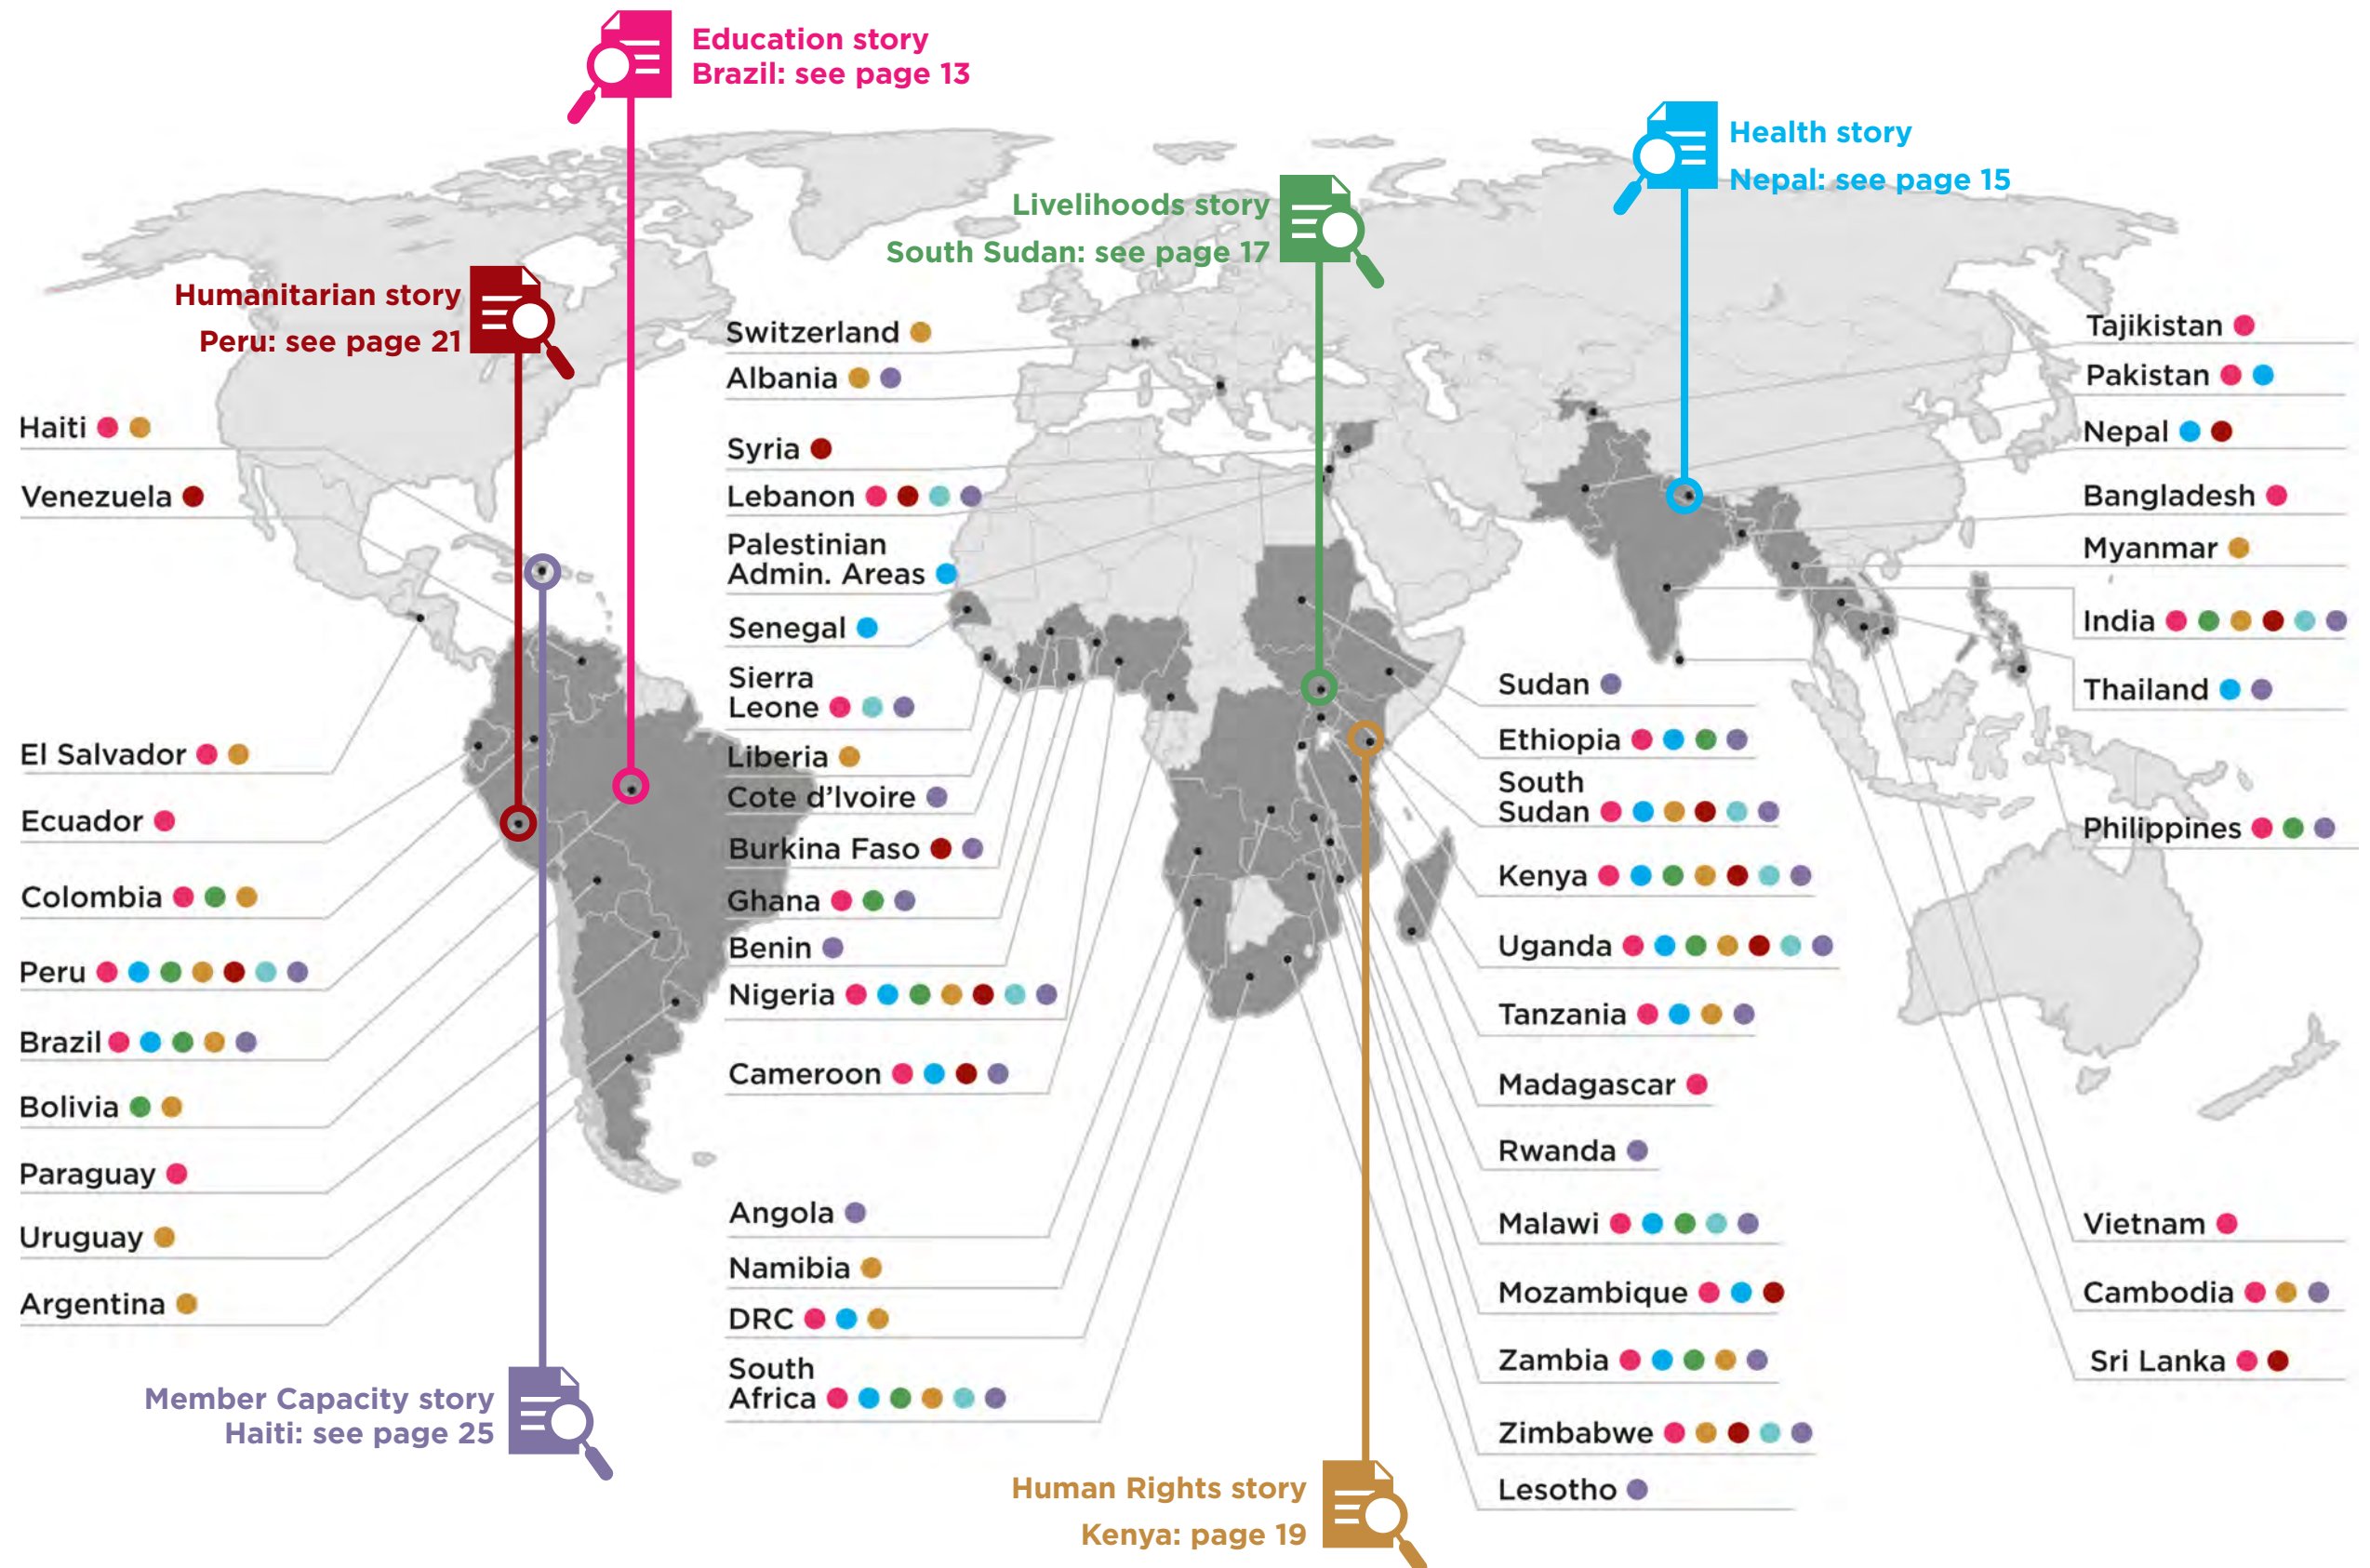 Education story
Brazil: see page 13
Health story
Nepal: see page 15
Livelihoods story
South Sudan: see page 17
Humanitarian story
Peru: see page 21
Haiti
Venezuela
El Salvador
Ecuador
Colombia
Peru
Brazil
Bolivia
Paraguay
Uruguay
Argentina
Member Capacity story
Haiti: see page 25
Switzerland
Albania
Syria
Lebanon
Palestinian
Admin. Areas
Senegal
Sierra
Leone
Liberia
Cote d'Ivoire
Burkina Faso
Ghana
Benin
Nigeria
Cameroon
Angola
Namibia
DRC
South
Africa
Human Rights story
Kenya: page 19
Sudan
Ethiopia
South
Sudan
Kenya
Uganda
Tanzania
Madagascar
Rwanda
Malawi
Mozambique
Zambia
Zimbabwe
Lesotho
Tajikistan
Pakistan
Nepal
Bangladesh
Myanmar
India
Thailand
Philippines
Vietnam
Cambodia
Sri Lanka